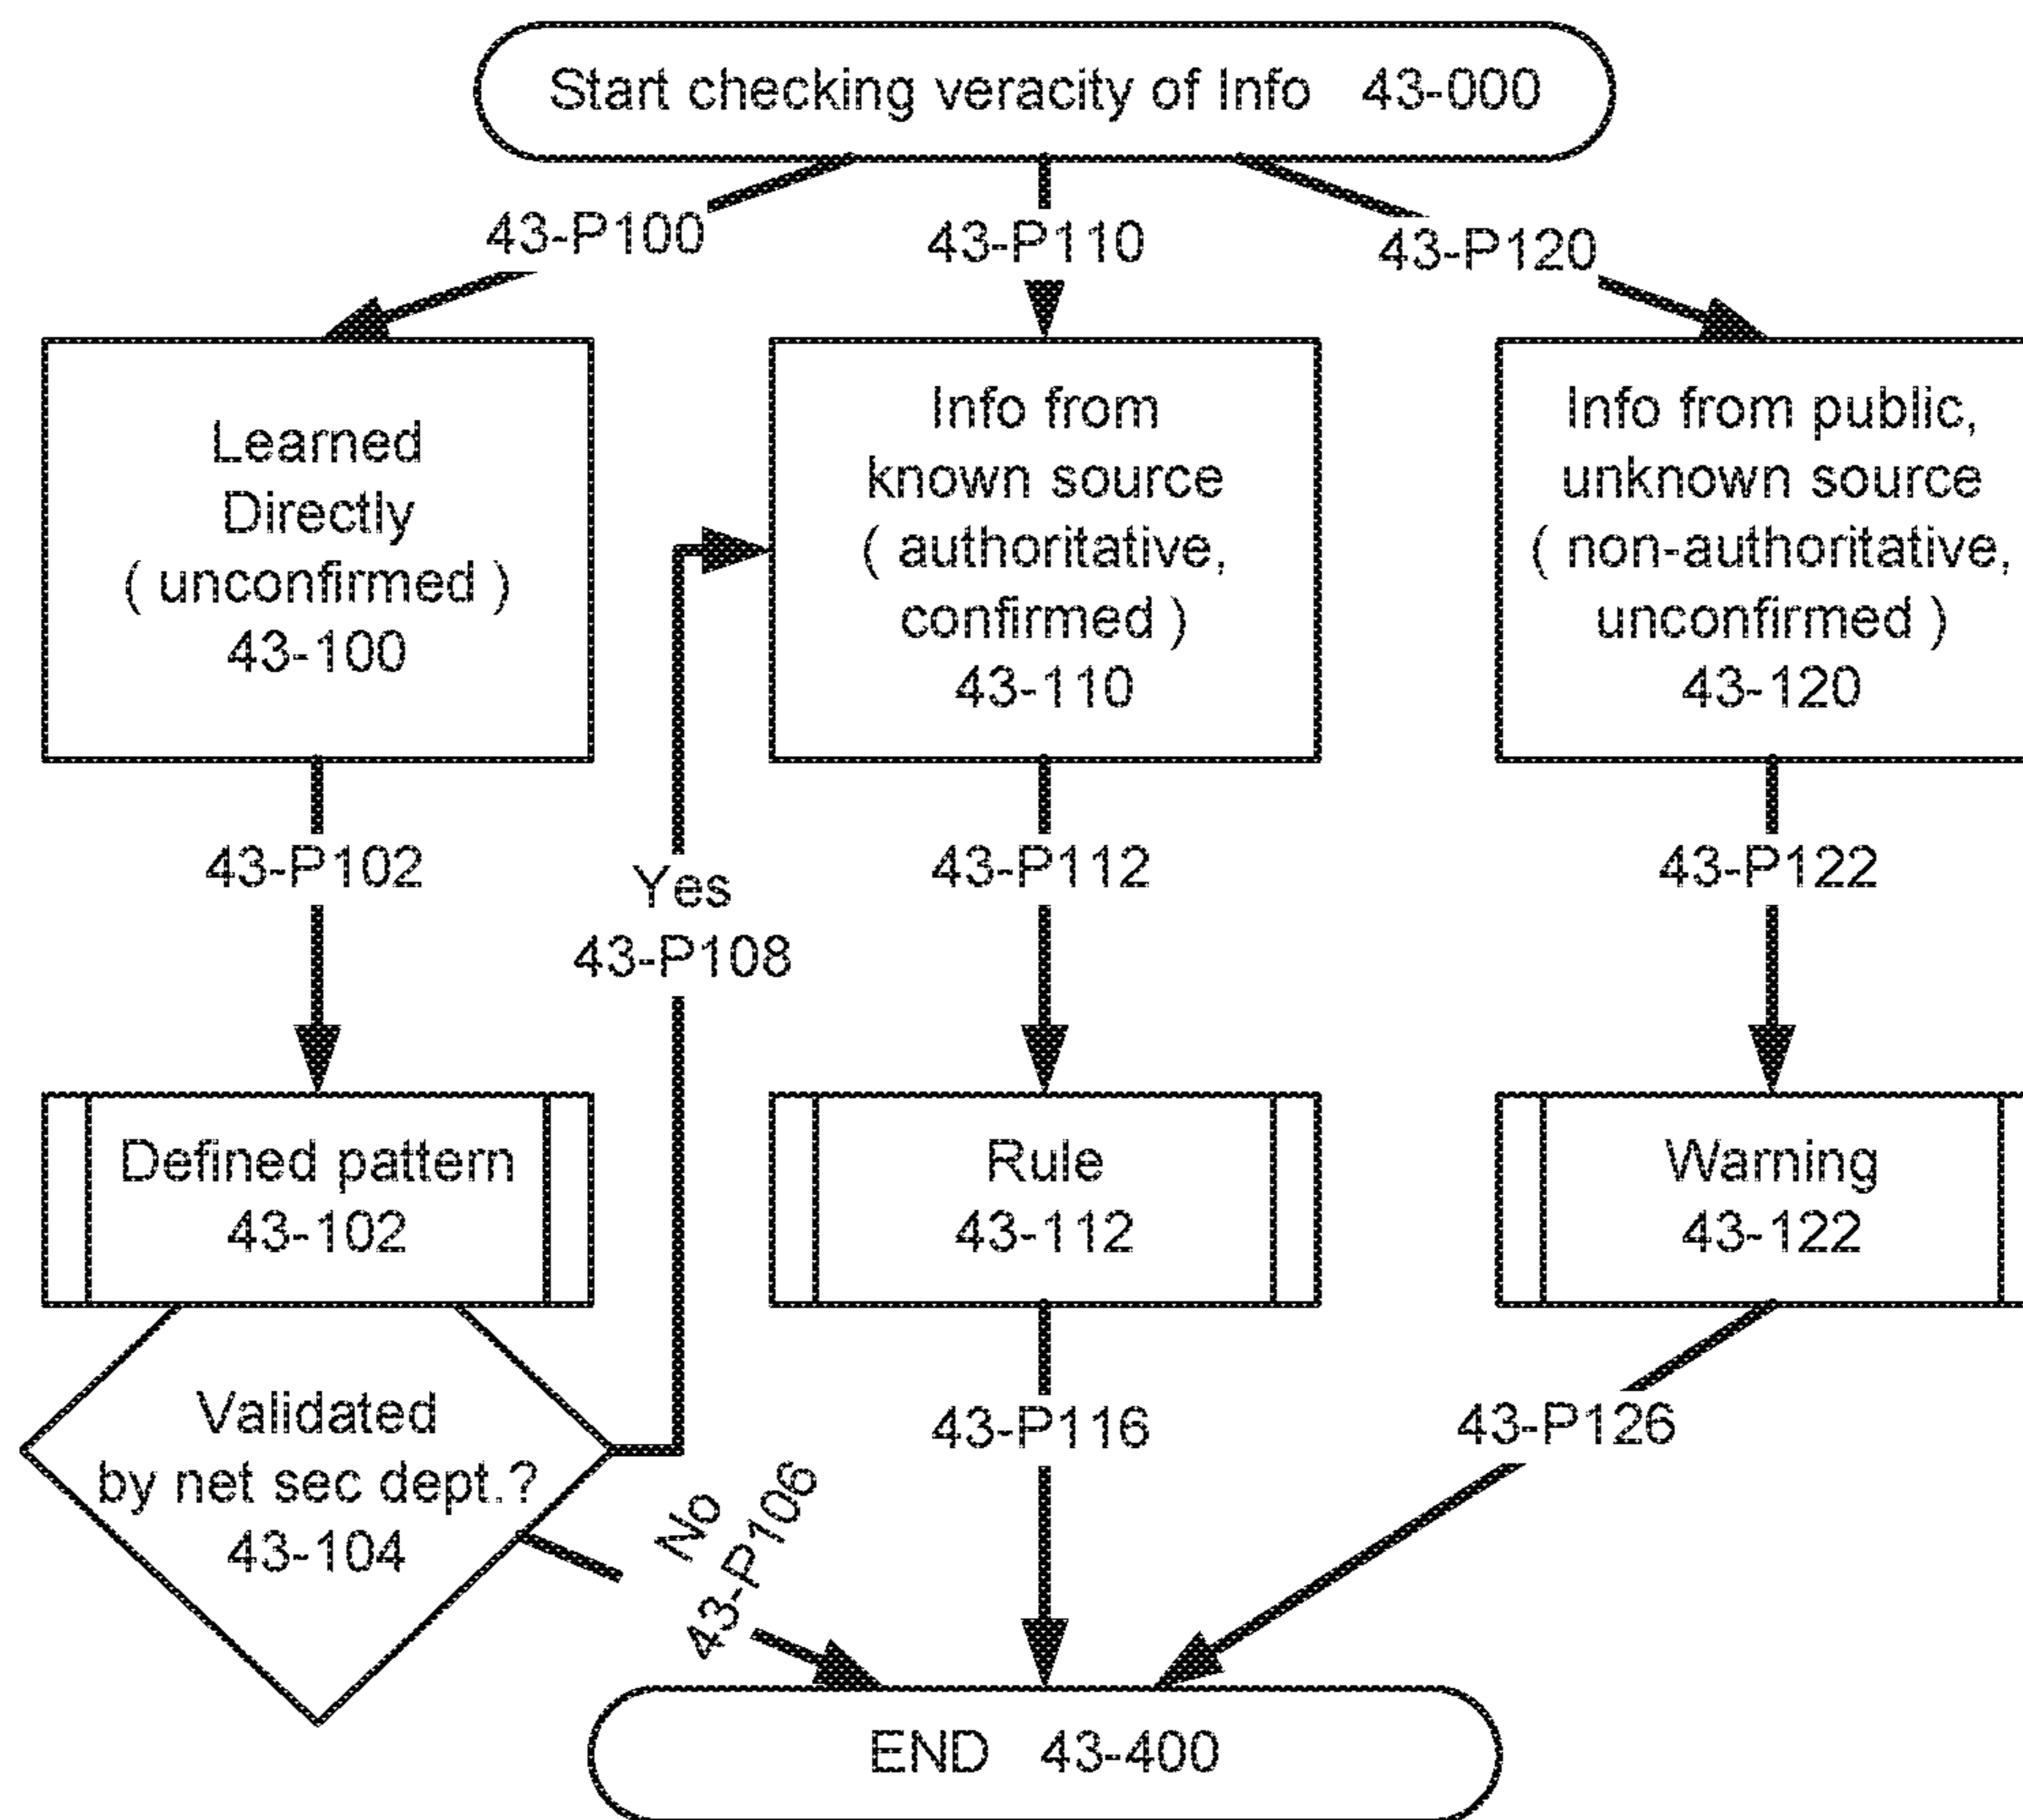 Start checking veracity of Info 43-000
43-P100
43-P110
43-P120
Learned
Directly
( unconfirmed )
43-100
Info from
known source
( authoritative,
confirmed )
43-110
Info from public,
unknown source
( non-authoritative,
unconfirmed )
43-120
43-P102
Yes
43-P108
43-P112
43-P122
Defined pattern
43-102
Rule
43-112
Warning
43-122
Validated
by net sec dept.?
43-104
No
43-P106
43-P116
43-P126
END 43-400